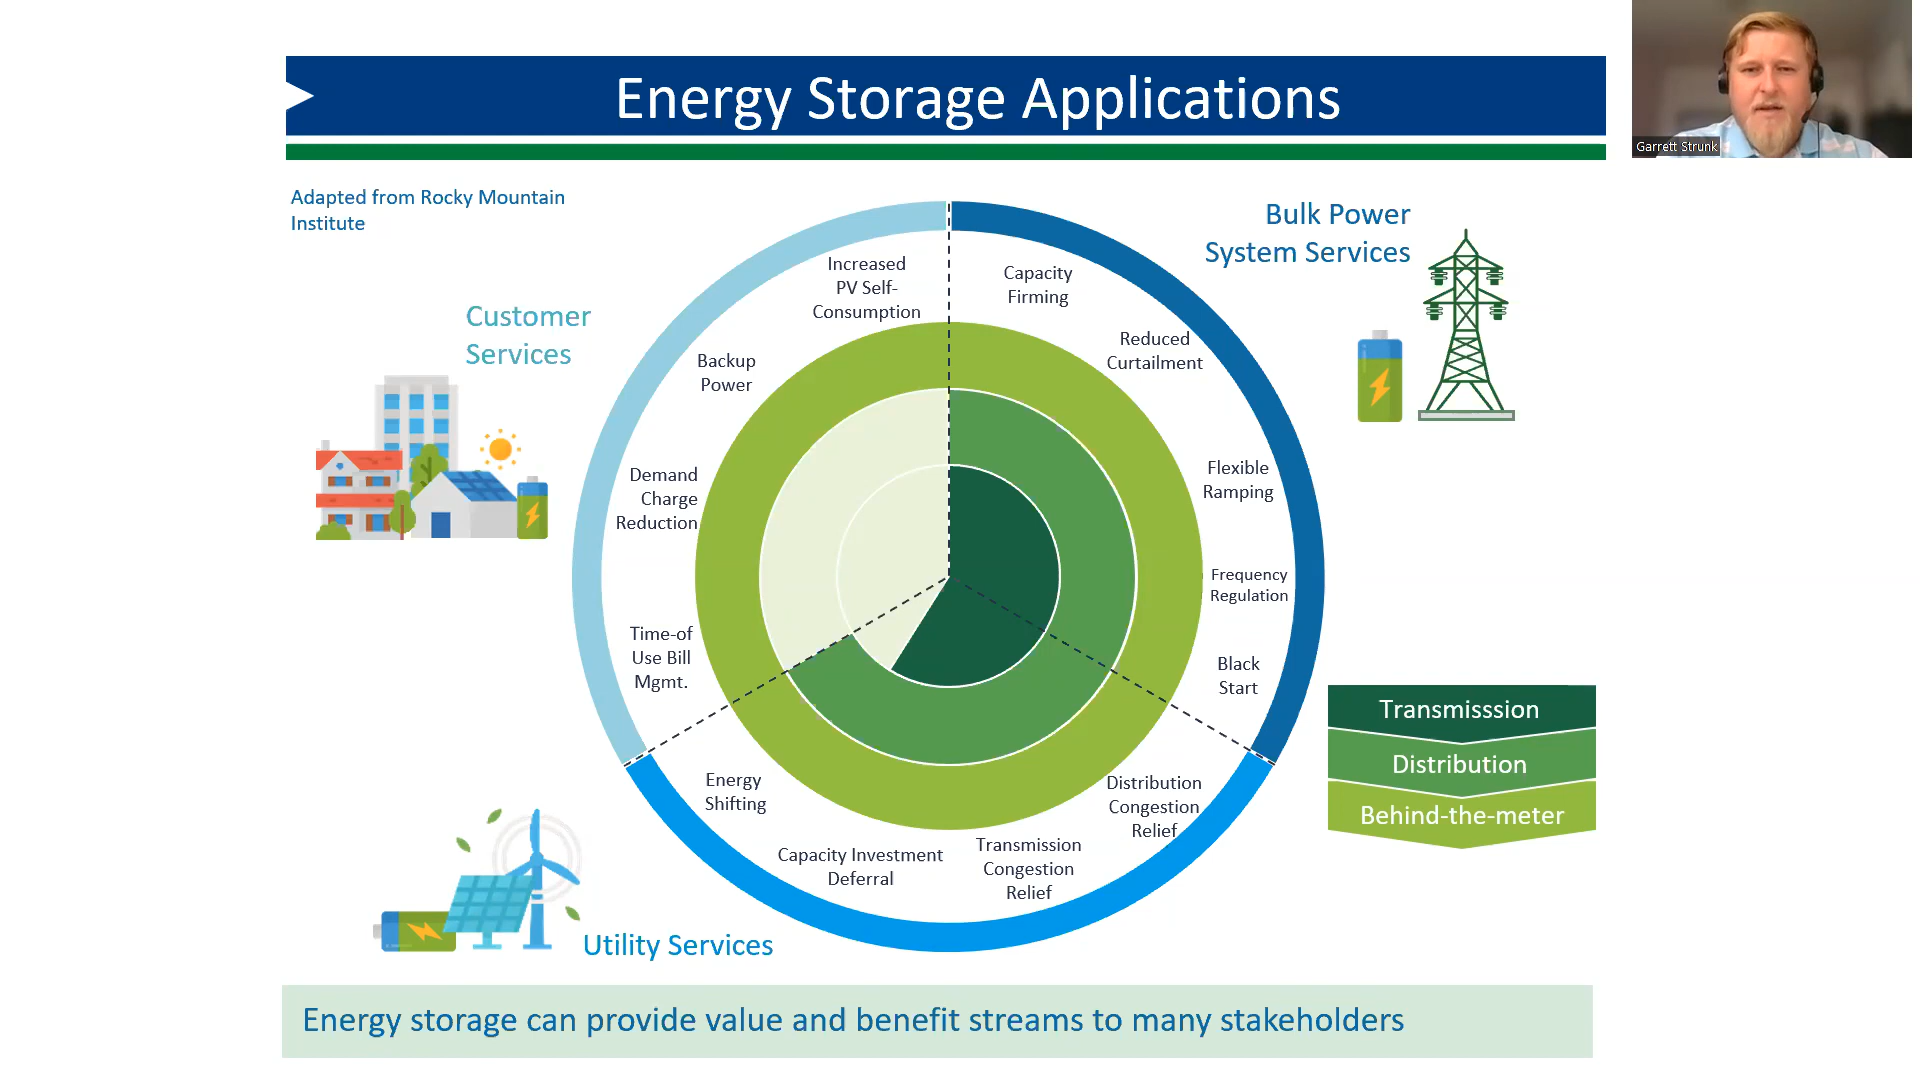 Energy Storage Applications
Garrett Strunk
Adapted from Rocky Mountain
Institute
Bulk Power
System Services
Customer
Services
Increased
PV Self-
Consumption
Capacity
Firming
Backup
Power
Reduced
Curtailment
Demand
Charge
Reduction
Flexible
Ramping
Frequency
Regulation
Time-of
Use Bill
Mgmt.
Black
Start
Energy
Shifting
Distribution
Congestion
Relief
Capacity Investment
Deferral
Transmission
Congestion
Relief
Transmisssion
Distribution
Behind-the-meter
Utility Services
Energy storage can provide value and benefit streams to many stakeholders